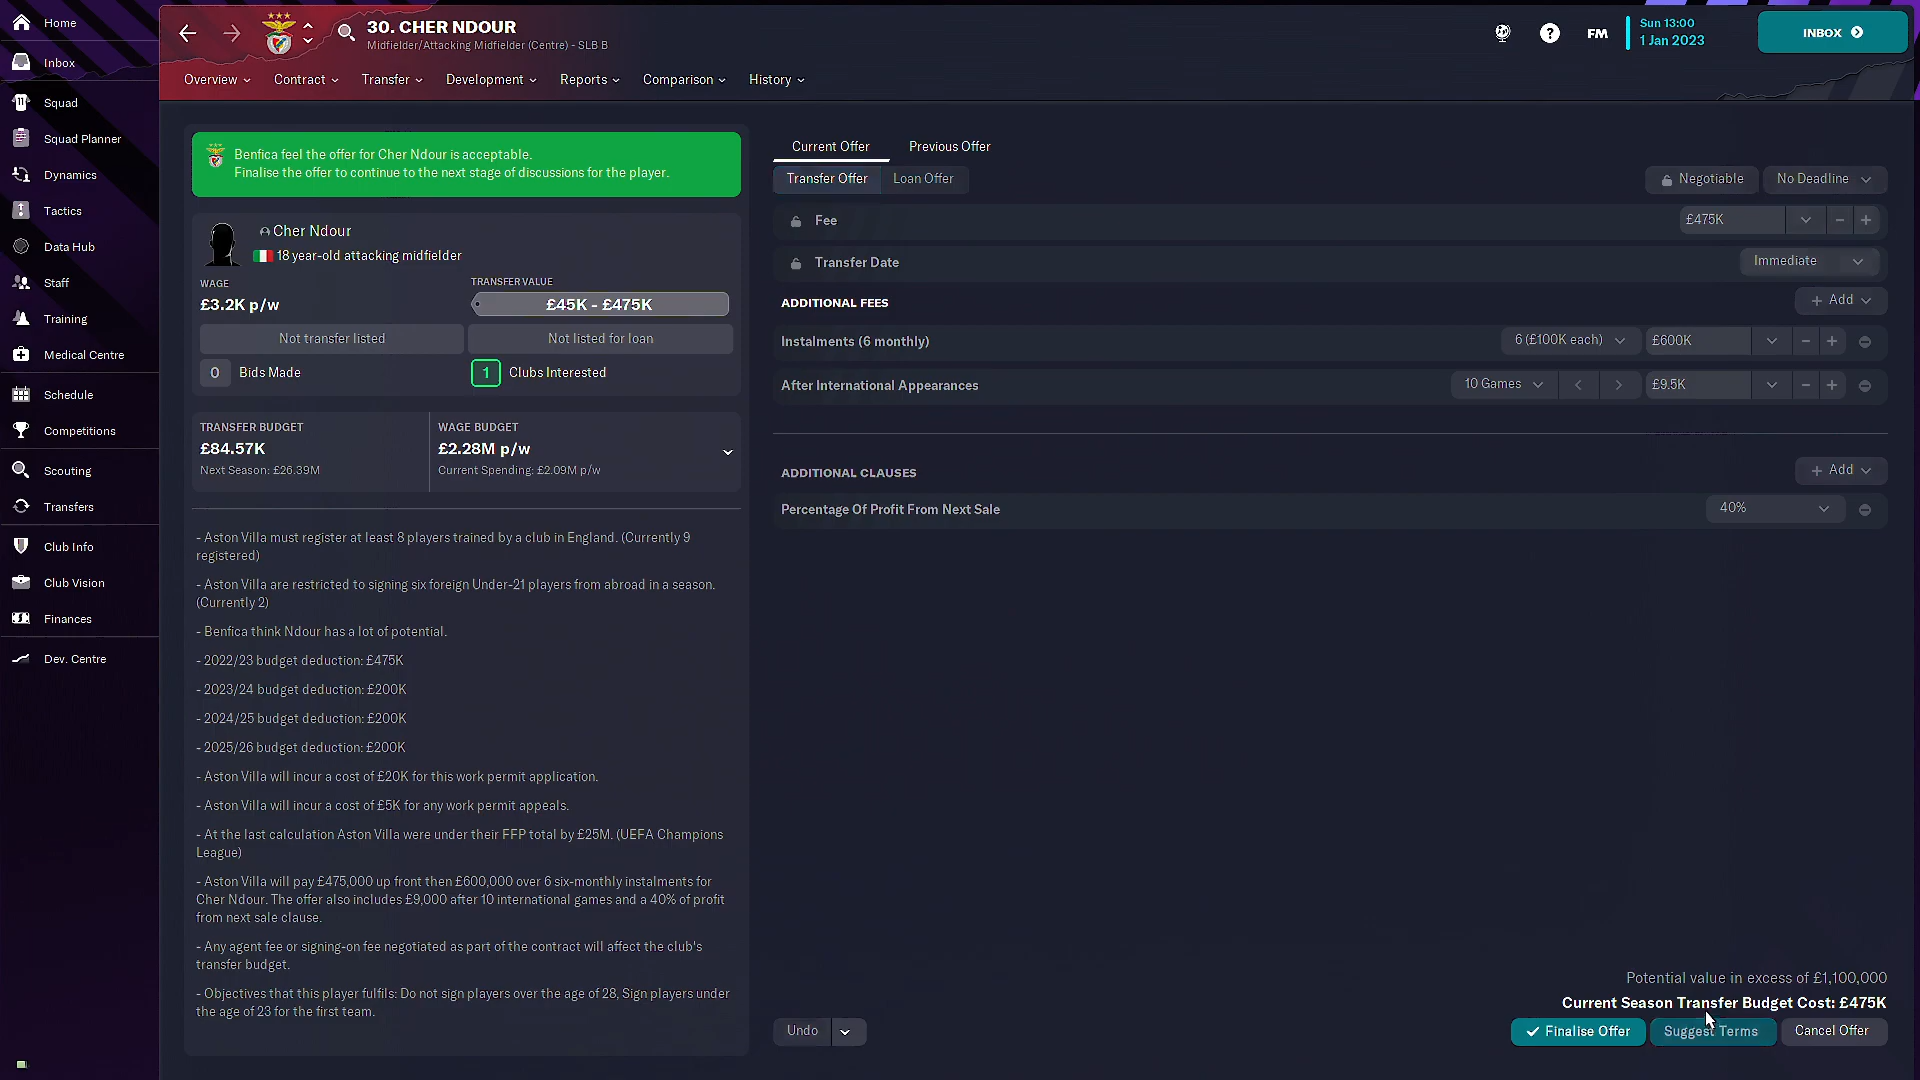 Home
Inbox
Squad
Squad Planner
Dynamics
Tactics
Data Hub
Staff
Training
Medical Centre
Schedule
Competitions
Scouting
Transfers
Club Info
Club Vision
Finances
Dev. Centre
30. CHER NDOUR
Midfielder/Attacking Midfielder (Centre) - SLB B
FM
Sun 13:00
1 Jan 2023
INBOX
Overview
Contract
Transfer
Development
Reports
Comparison
History
Benfica feel the offer for Cher Ndour is acceptable.
Finalise the offer to continue to the next stage of discussions for the player.
Cher Ndour
18 year-old attacking midfielder
WAGE
£3.2K p/w
TRANSFER VALUE
£45K - £475K
Not transfer listed
Not listed for loan
0 Bids Made
1 Clubs Interested
TRANSFER BUDGET
£84.57K
Next Season: £26.39M
WAGE BUDGET
£2.28M p/w
Current Spending: £2.09M p/w
- Aston Villa must register at least 8 players trained by a club in England. (Currently 9
registered)
- Aston Villa are restricted to signing six foreign Under-21 players from abroad in a season.
(Currently 2)
- Benfica think Ndour has a lot of potential.
- 2022/23 budget deduction: £475K
- 2023/24 budget deduction: £200K
- 2024/25 budget deduction: £200K
- 2025/26 budget deduction: £200K
- Aston Villa will incur a cost of £20K for this work permit application.
- Aston Villa will incur a cost of £5K for any work permit appeals.
- At the last calculation Aston Villa were under their FFP total by £25M. (UEFA Champions
League)
- Aston Villa will pay £475,000 up front then £600,000 over 6 six-monthly instalments for
Cher Ndour. The offer also includes £9,000 after 10 international games and a 40% of profit
from next sale clause.
- Any agent fee or signing-on fee negotiated as part of the contract will affect the club's
transfer budget.
- Objectives that this player fulfils: Do not sign players over the age of 28, Sign players under
the age of 23 for the first team.
Current Offer
Previous Offer
Transfer Offer
Loan Offer
Negotiable
No Deadline
Fee
£475K
Transfer Date
Immediate
ADDITIONAL FEES
+ Add
Instalments (6 monthly)
6 (£100K each)
£600K
After International Appearances
10 Games
£9.5K
ADDITIONAL CLAUSES
+ Add
Percentage Of Profit From Next Sale
40%
Potential value in excess of £1,100,000
Current Season Transfer Budget Cost: £475K
Undo
Finalise Offer
Suggest Terms
Cancel Offer